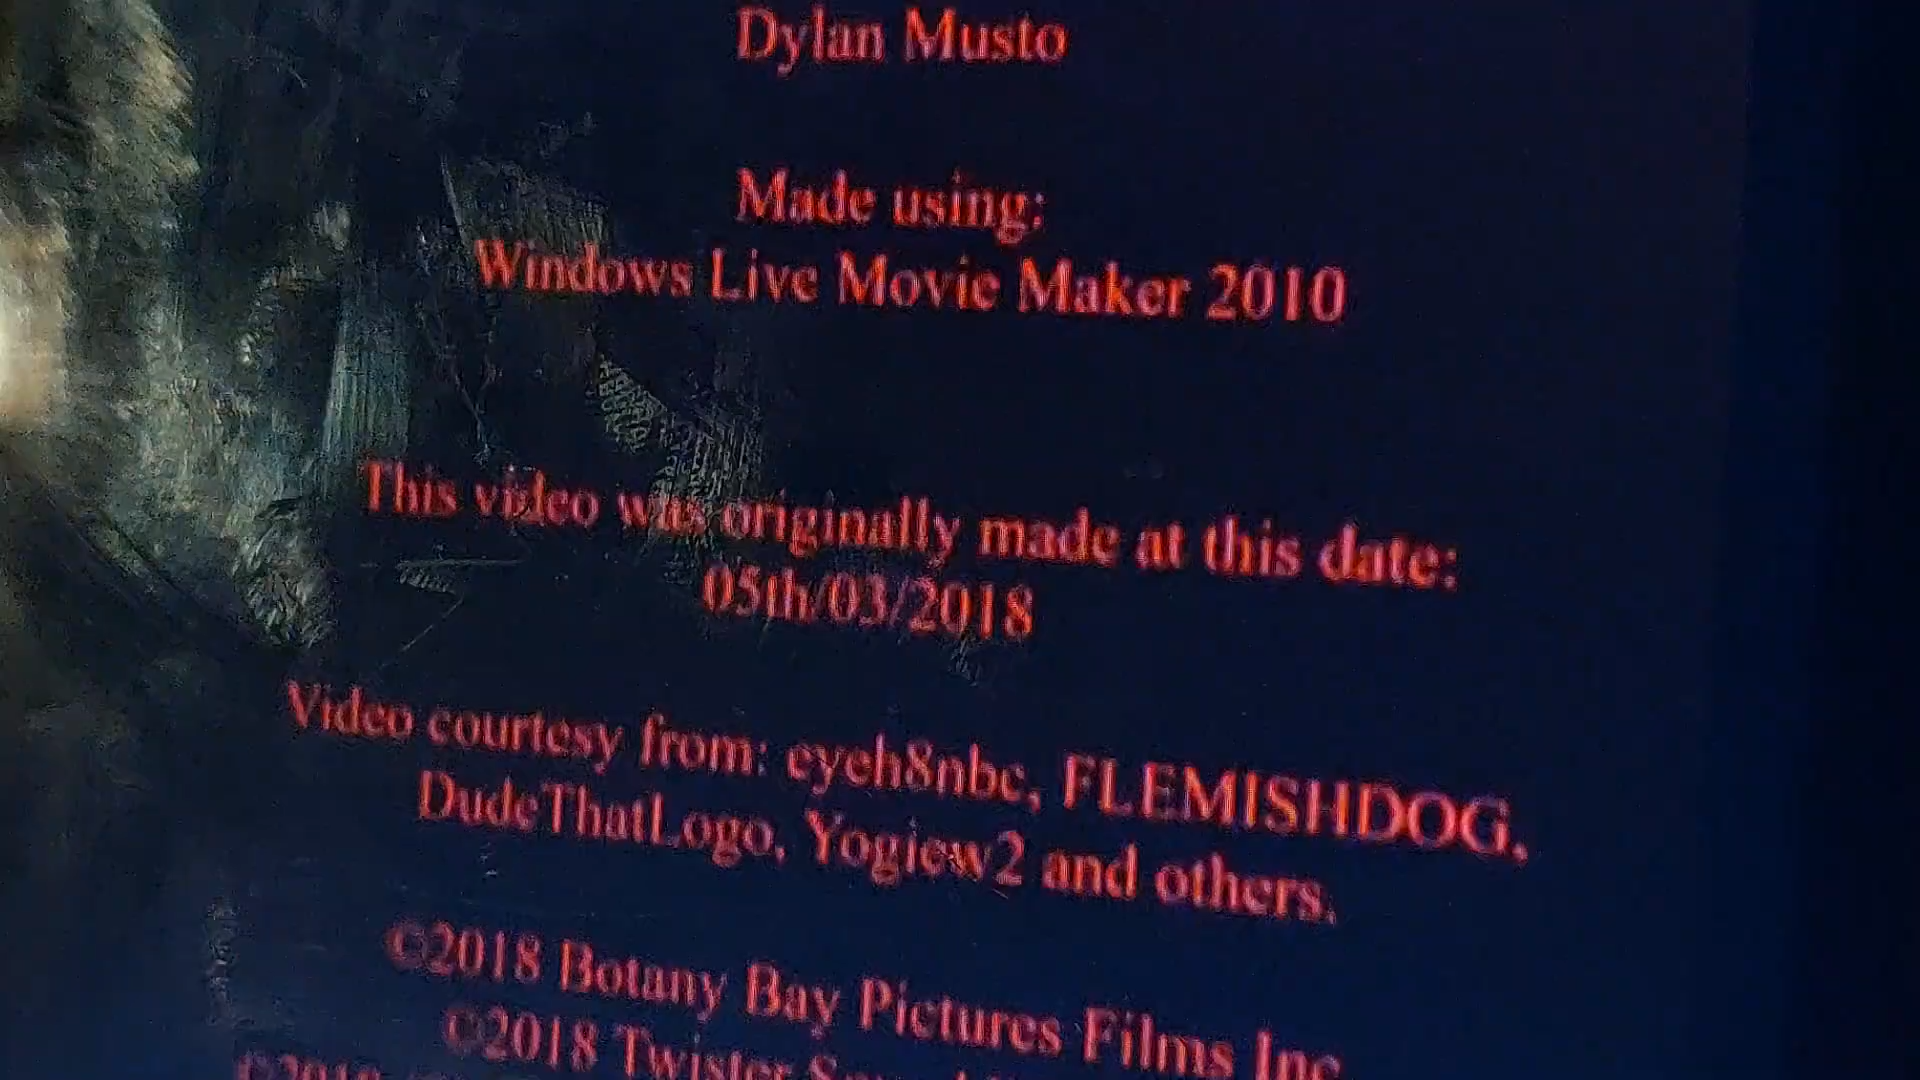 Dylan Musto
Made using:
Windows Live Movie Maker 2010
This video was originally made at this date:
05th/03/2018
Video courtesy from: eyeh8nbc, FLEMISHDOG,
DudeThatLogo, Yogiew2 and others.
©2018 Botany Bay Pictures Films Inc
©2018 Twister